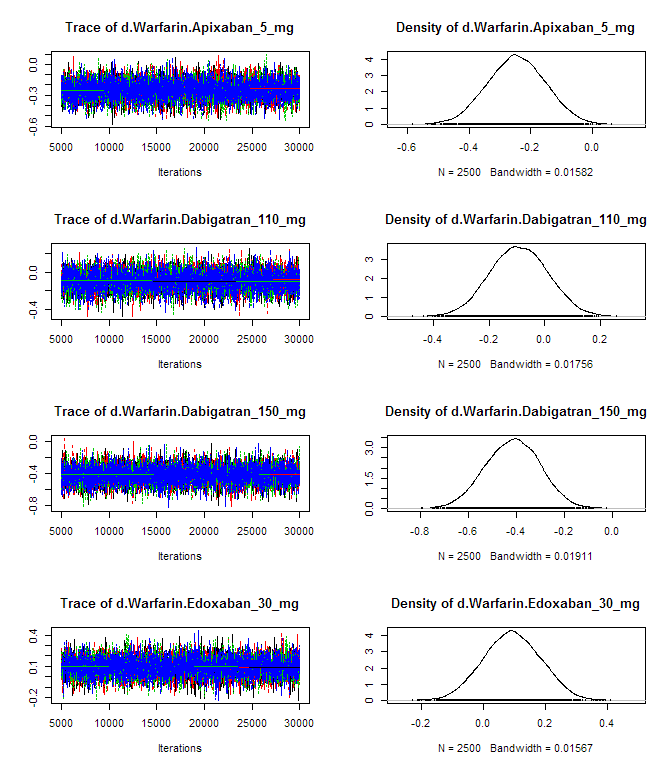 Trace of d.Warfarin.Apixaban_5_mg
-0.6 -0.3 0.0
5000 10000 15000 20000 25000 30000
Iterations
Density of d.Warfarin.Apixaban_5_mg
0 1 2 3 4
-0.6 -0.4 -0.2 0.0
N = 2500 Bandwidth = 0.01582
Trace of d.Warfarin.Dabigatran_110_mg
-0.4 0.0
5000 10000 15000 20000 25000 30000
Iterations
Density of d.Warfarin.Dabigatran_110_mg
0 1 2 3
-0.4 -0.2 0.0 0.2
N = 2500 Bandwidth = 0.01756
Trace of d.Warfarin.Dabigatran_150_mg
-0.8 -0.4 0.0
5000 10000 15000 20000 25000 30000
Iterations
Density of d.Warfarin.Dabigatran_150_mg
0.0 1.5 3.0
-0.8 -0.6 -0.4 -0.2 0.0
N = 2500 Bandwidth = 0.01911
Trace of d.Warfarin.Edoxaban_30_mg
-0.2 0.1 0.4
5000 10000 15000 20000 25000 30000
Iterations
Density of d.Warfarin.Edoxaban_30_mg
0 1 2 3 4
-0.2 0.0 0.2 0.4
N = 2500 Bandwidth = 0.01567